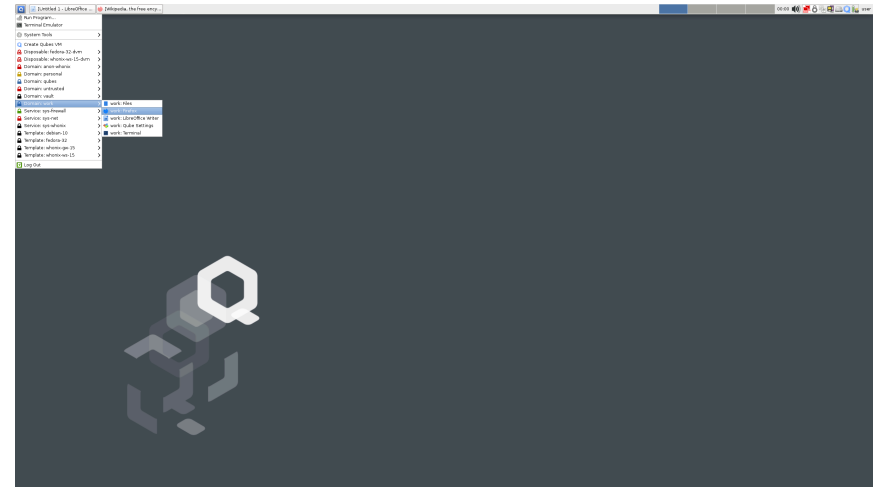 [Untitled 1 - LibreOffice ...
[Wikipedia, the free ency...
00:00
user
Run Program...
Terminal Emulator
System Tools
Create Qubes VM
Disposable: fedora-32-dvm
Disposable: whonix-ws-15-dvm
Domain: anon-whonix
Domain: personal
Domain: qubes
Domain: untrusted
Domain: vault
Domain: work
work: Files
Service: sys-firewall
work: Firefox
Service: sys-net
work: LibreOffice Writer
Service: sys-whonix
work: Qube Settings
Template: debian-10
work: Terminal
Template: fedora-32
Template: whonix-gw-15
Template: whonix-ws-15
Log Out